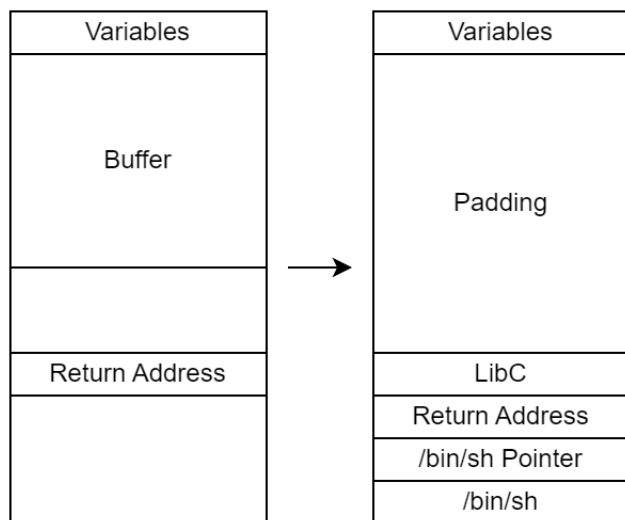 Variables
Buffer
Return Address
Variables
Padding
LibC
Return Address
/bin/sh Pointer
/bin/sh